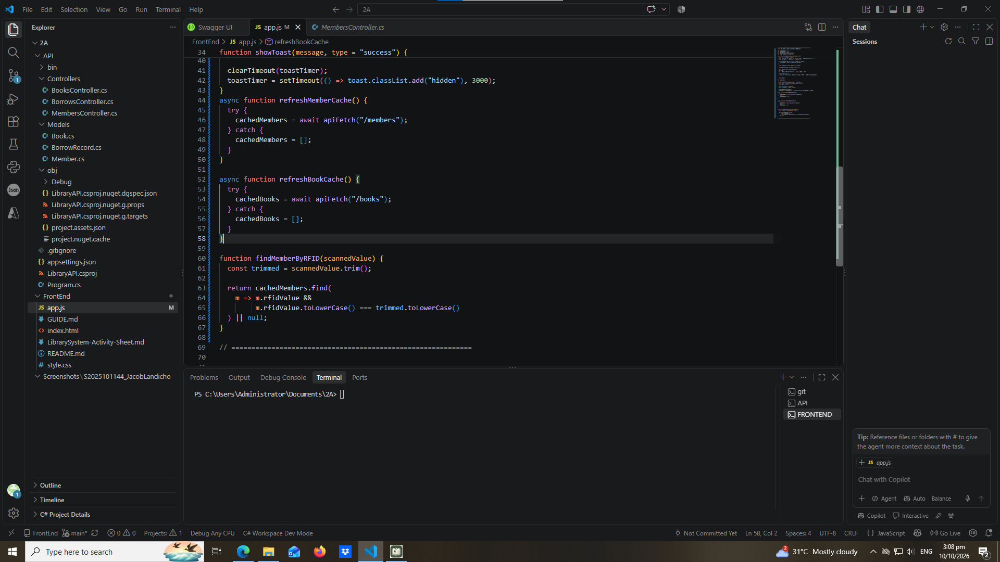 File Edit Selection View Go Run Terminal Help
2A
Explorer
2A
API
bin
Controllers
C# BooksController.cs
C# BorrowsController.cs
C# MembersController.cs
Models
C# Book.cs
C# BorrowRecord.cs
C# Member.cs
obj
Debug
{} LibraryAPI.csproj.nuget.dgspec.json
LibraryAPI.csproj.nuget.g.props
LibraryAPI.csproj.nuget.g.targets
{} project.assets.json
project.nuget.cache
.gitignore
{} appsettings.json
LibraryAPI.csproj
C# Program.cs
FrontEnd
JS app.js M
GUIDE.md
<> index.html
LibrarySystem-Activity-Sheet.md
README.md
# style.css
Screenshots\S2025101144_JacobLandicho
Outline
Timeline
C# Project Details
1
Json
1
Swagger UI
JS app.js M
C# MembersController.cs
FrontEnd > JS app.js > refreshBookCache
34 function showToast(message, type = "success") {
40
41 clearTimeout(toastTimer);
42 toastTimer = setTimeout(() => toast.classList.add("hidden"), 3000);
43 }
44 async function refreshMemberCache() {
45 try {
46 cachedMembers = await apiFetch("/members");
47 } catch {
48 cachedMembers = [];
49 }
50 }
51
52 async function refreshBookCache() {
53 try {
54 cachedBooks = await apiFetch("/books");
55 } catch {
56 cachedBooks = [];
57 }
58 }
59
60 function findMemberByRFID(scannedValue) {
61 const trimmed = scannedValue.trim();
62
63 return cachedMembers.find(
64 m => m.rfidValue &&
65 m.rfidValue.toLowerCase() === trimmed.toLowerCase()
66 ) || null;
67 }
68
69 // ============================================================
70
Problems Output Debug Console Terminal Ports
PS C:\Users\Administrator\Documents\2A>
git
API
FRONTEND
Chat
Sessions
Tip: Reference files or folders with # to give
the agent more context about the task.
JS app.js
Chat with Copilot
Agent Auto Balance
Copilot Interactive
FrontEnd main* 0 0 Projects: 1 Debug Any CPU C# Workspace Dev Mode
Not Committed Yet Ln 58, Col 2 Spaces: 4 UTF-8 CRLF {} JavaScript Go Live
Type here to search
2
31°C Mostly cloudy
ENG
3:08 pm
10/10/2026
2